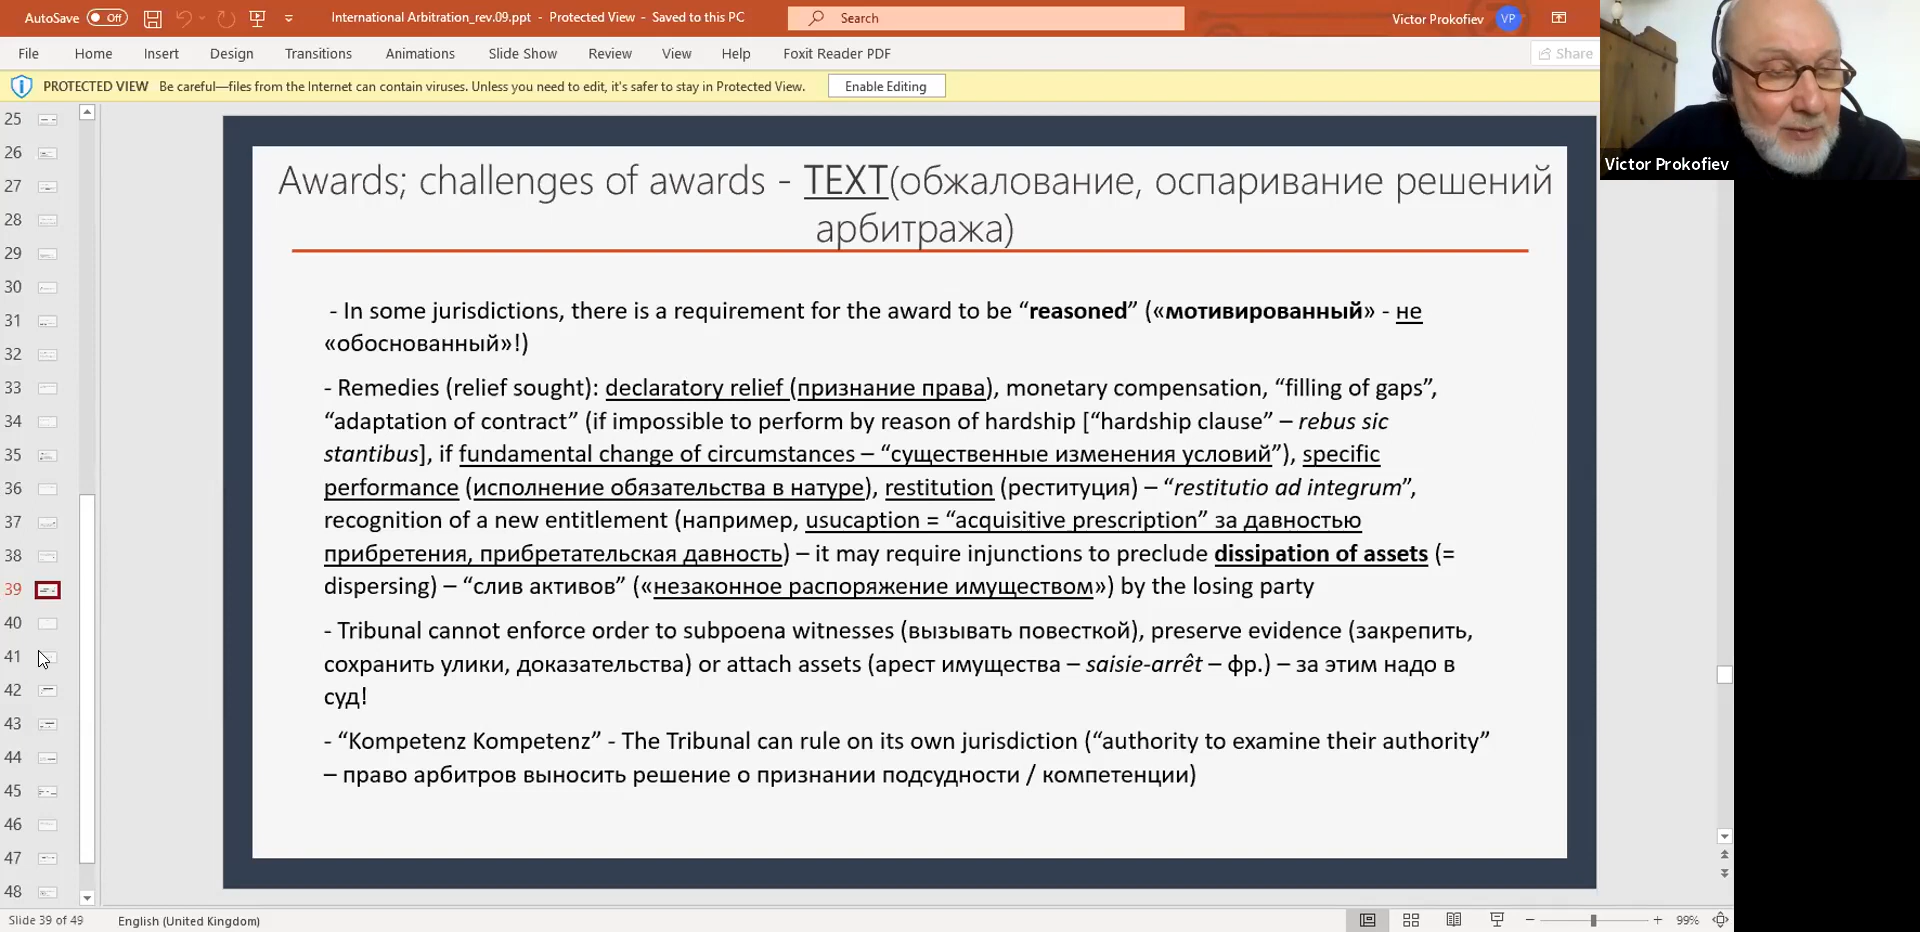 AutoSave Off International Arbitration_rev.09.ppt - Protected View - Saved to this PC Search Victor Prokofiev VP
File Home Insert Design Transitions Animations Slide Show Review View Help Foxit Reader PDF Share
PROTECTED VIEW Be careful—files from the Internet can contain viruses. Unless you need to edit, it's safer to stay in Protected View. Enable Editing
Victor Prokofiev
25
26
27
28
29
30
31
32
33
34
35
36
37
38
39
40
41
42
43
44
45
46
47
48
Awards; challenges of awards - TEXT(обжалование, оспаривание решений
арбитража)
- In some jurisdictions, there is a requirement for the award to be “reasoned” («мотивированный» - не
«обоснованный»!)
- Remedies (relief sought): declaratory relief (признание права), monetary compensation, “filling of gaps”,
“adaptation of contract” (if impossible to perform by reason of hardship [“hardship clause” – rebus sic
stantibus], if fundamental change of circumstances – “существенные изменения условий”), specific
performance (исполнение обязательства в натуре), restitution (реституция) – “restitutio ad integrum”,
recognition of a new entitlement (например, usucaption = “acquisitive prescription” за давностью
прибретения, прибретательская давность) – it may require injunctions to preclude dissipation of assets (=
dispersing) – “слив активов” («незаконное распоряжение имуществом») by the losing party
- Tribunal cannot enforce order to subpoena witnesses (вызывать повесткой), preserve evidence (закрепить,
сохранить улики, доказательства) or attach assets (арест имущества – saisie-arrêt – фр.) – за этим надо в
суд!
- “Kompetenz Kompetenz” - The Tribunal can rule on its own jurisdiction (“authority to examine their authority”
– право арбитров выносить решение о признании подсудности / компетенции)
Slide 39 of 49 English (United Kingdom) 99%